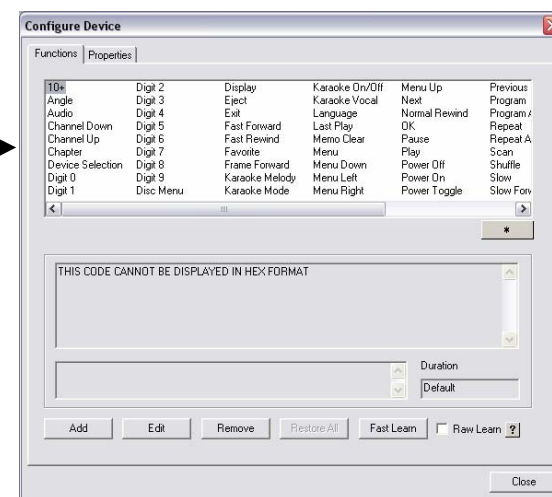 Configure Device
Functions Properties
10+ Digit 2 Display Karaoke On/Off Menu Up Previous
Angle Digit 3 Eject Karaoke Vocal Next Program
Audio Digit 4 Exit Language Normal Rewind Program A
Channel Down Digit 5 Fast Forward Last Play OK Repeat
Channel Up Digit 6 Fast Rewind Memo Clear Pause Repeat A
Chapter Digit 7 Favorite Menu Play Scan
Device Selection Digit 8 Frame Forward Menu Down Power Off Shuffle
Digit 0 Digit 9 Karaoke Melody Menu Left Power On Slow
Digit 1 Disc Menu Karaoke Mode Menu Right Power Toggle Slow Forw
*
THIS CODE CANNOT BE DISPLAYED IN HEX FORMAT
Duration
Default
Add Edit Remove Restore All Fast Learn Raw Learn ?
Close